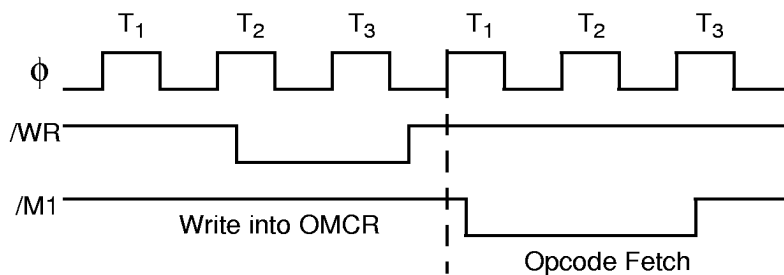 T1 T2 T3 T1 T2 T3
ϕ
/WR
/M1
Write into OMCR
Opcode Fetch